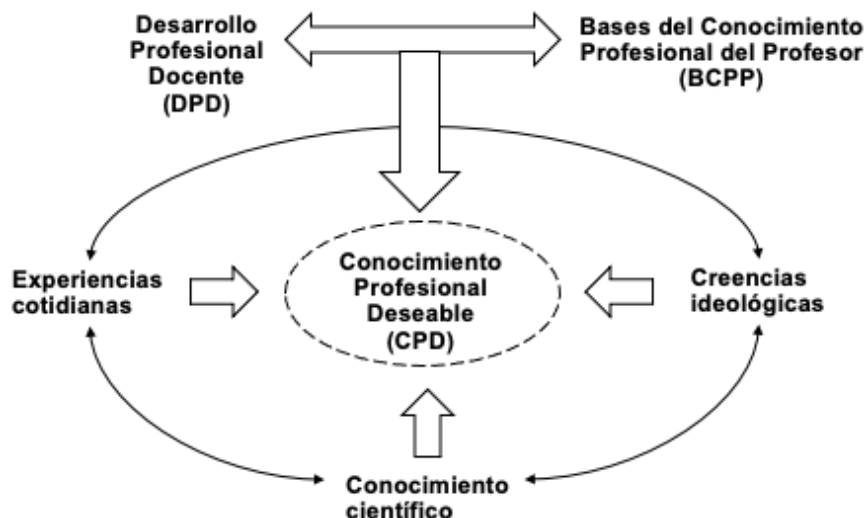 Desarrollo
Profesional
Docente
(DPD)
Bases del Conocimiento
Profesional del Profesor
(BCPP)
Experiencias
cotidianas
Conocimiento
Profesional
Deseable
(CPD)
Creencias
ideológicas
Conocimiento
científico